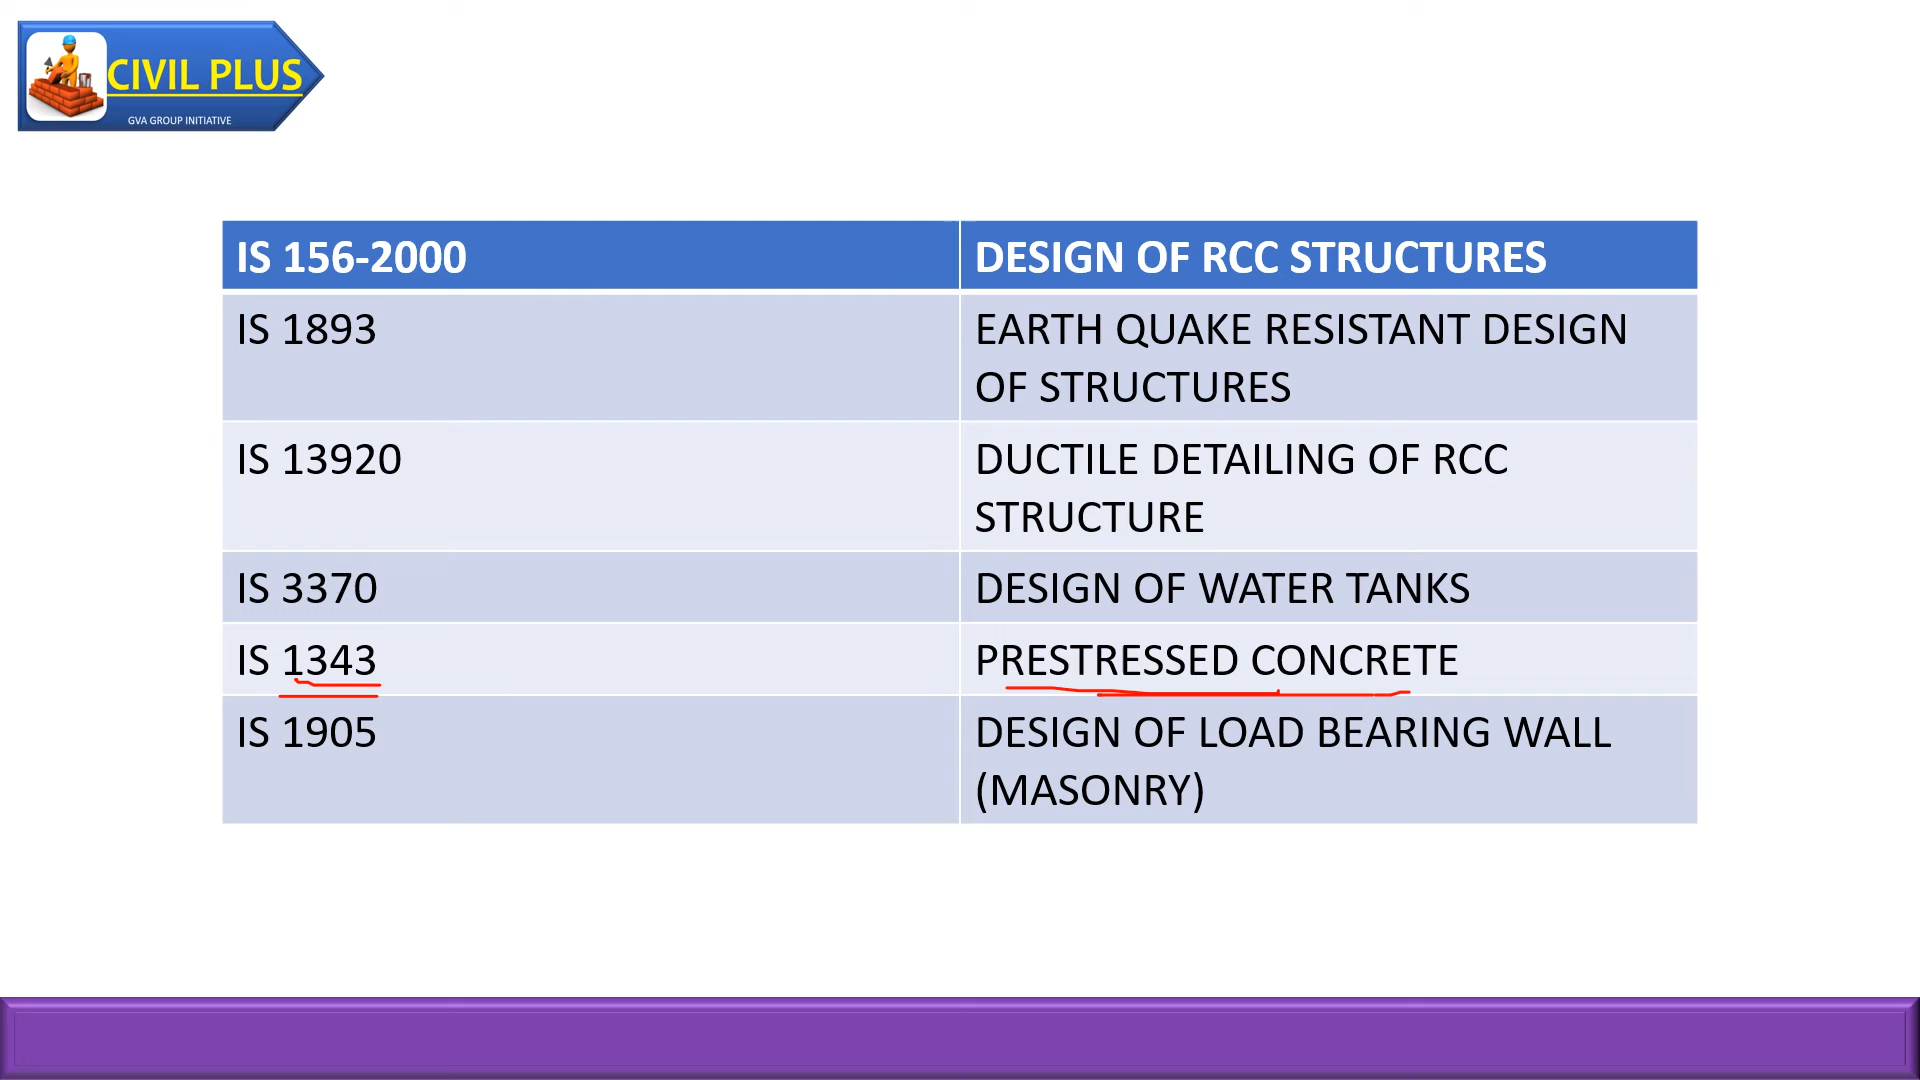 CIVIL PLUS
GVA GROUP INITIATIVE
IS 156-2000
DESIGN OF RCC STRUCTURES
IS 1893
EARTH QUAKE RESISTANT DESIGN
OF STRUCTURES
IS 13920
DUCTILE DETAILING OF RCC
STRUCTURE
IS 3370
DESIGN OF WATER TANKS
IS 1343
PRESTRESSED CONCRETE
IS 1905
DESIGN OF LOAD BEARING WALL
(MASONRY)